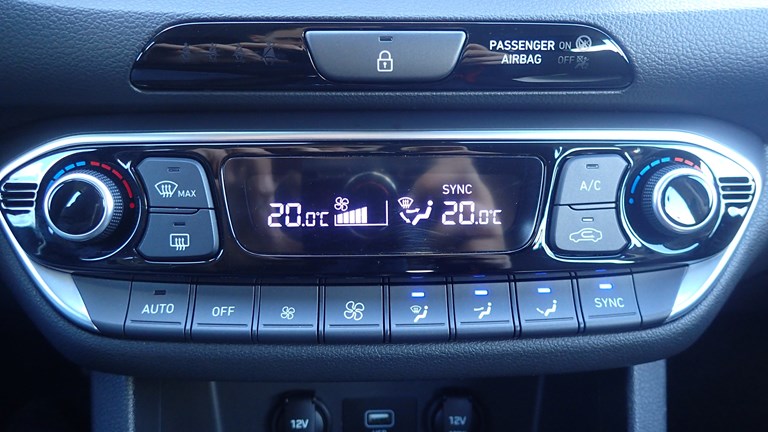 PASSENGER ON
AIRBAG OFF
MAX
SYNC
A/C
20.0°C
20.0°C
AUTO
OFF
SYNC
12V
12V